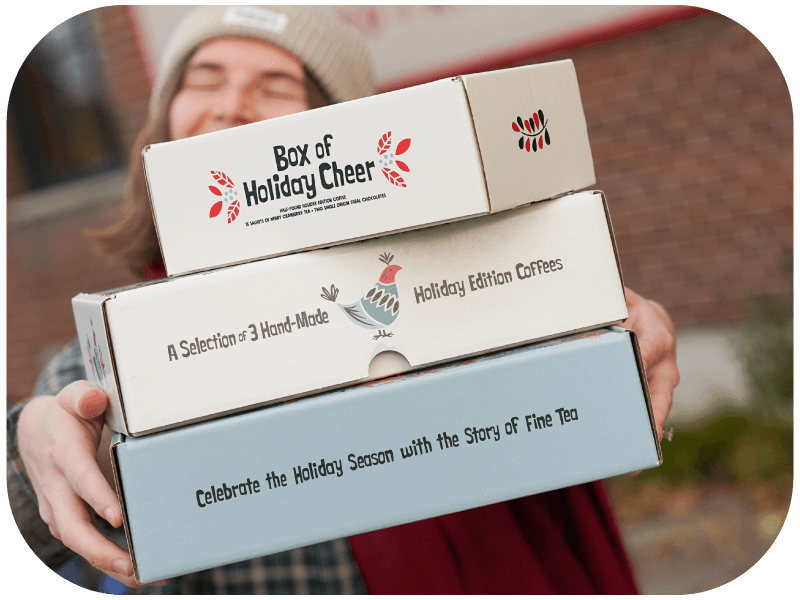 Box of
Holiday Cheer
HALF-POUND HOLIDAY EDITION COFFEE
15 SACHETS OF MERRY CRANBERRY TEA • TWO SINGLE ORIGIN SOUL CHOCOLATES
A Selection of 3 Hand-Made
Holiday Edition Coffees
Celebrate the Holiday Season with the Story of Fine Tea